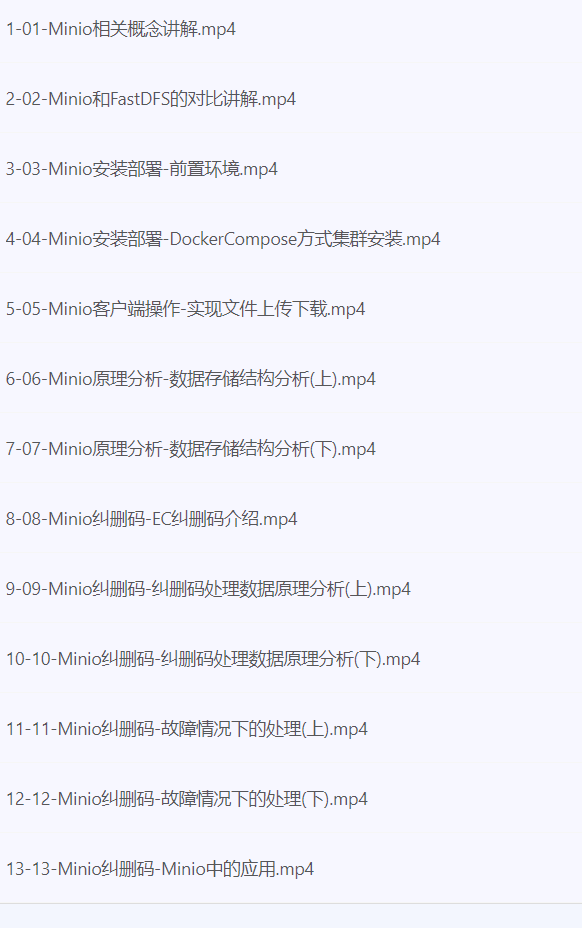 1-01-Minio相关概念讲解.mp4
2-02-Minio和FastDFS的对比讲解.mp4
3-03-Minio安装部署-前置环境.mp4
4-04-Minio安装部署-DockerCompose方式集群安装.mp4
5-05-Minio客户端操作-实现文件上传下载.mp4
6-06-Minio原理分析-数据存储结构分析(上).mp4
7-07-Minio原理分析-数据存储结构分析(下).mp4
8-08-Minio纠删码-EC纠删码介绍.mp4
9-09-Minio纠删码-纠删码处理数据原理分析(上).mp4
10-10-Minio纠删码-纠删码处理数据原理分析(下).mp4
11-11-Minio纠删码-故障情况下的处理(上).mp4
12-12-Minio纠删码-故障情况下的处理(下).mp4
13-13-Minio纠删码-Minio中的应用.mp4